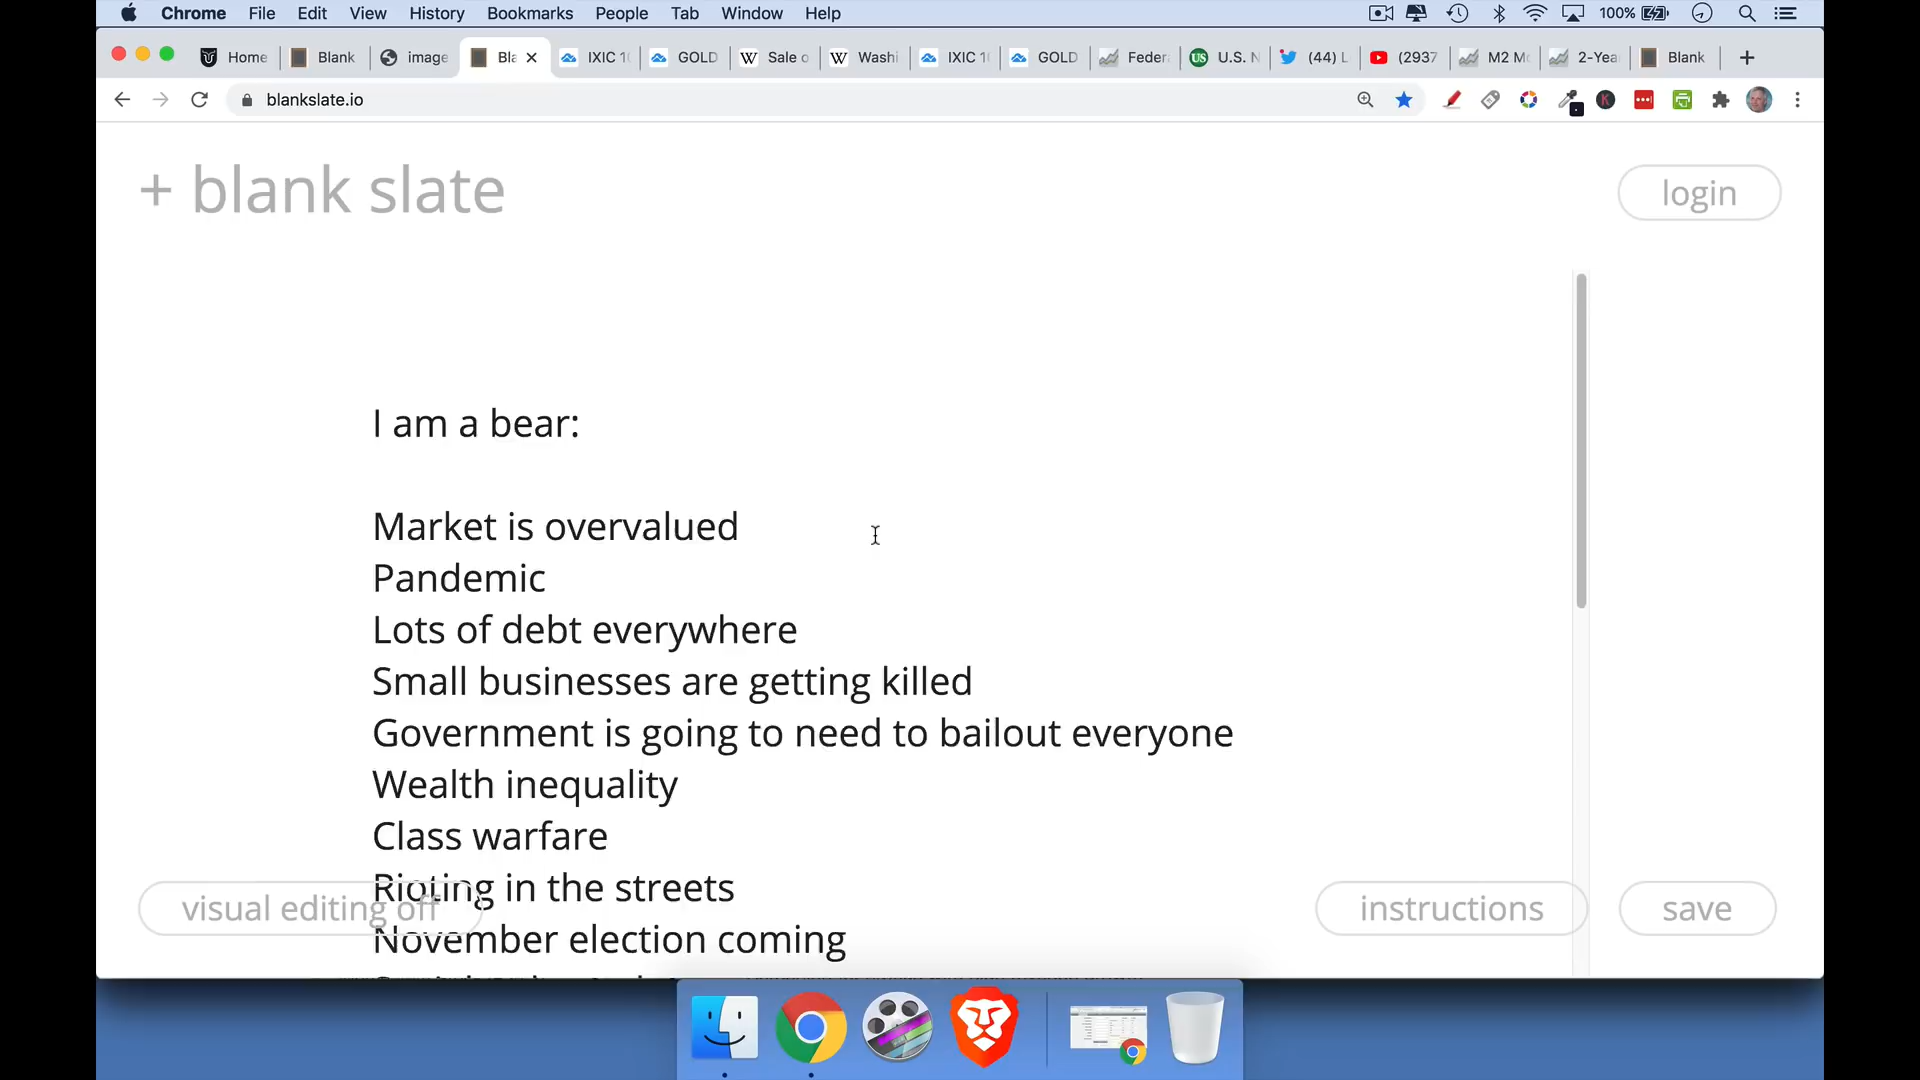 Chrome File Edit View History Bookmarks People Tab Window Help 100%
Home Blank image Bla IXIC 1 GOLD Sale o Washi IXIC 1 GOLD Feder U.S. N (44) L (2937 M2 Mo 2-Yea Blank
blankslate.io
+ blank slate
login
I am a bear:
Market is overvalued
Pandemic
Lots of debt everywhere
Small businesses are getting killed
Government is going to need to bailout everyone
Wealth inequality
Class warfare
Rioting in the streets
visual editing off
instructions
save
November election coming